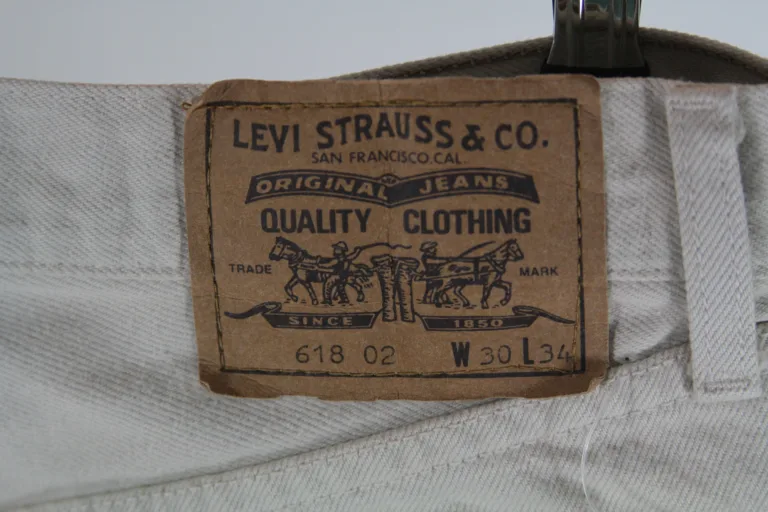 LEVI STRAUSS & CO.
SAN FRANCISCO.CAL.
ORIGINAL JEANS
QUALITY CLOTHING
TRADE MARK
SINCE 1850
618 02 W 30 L 34